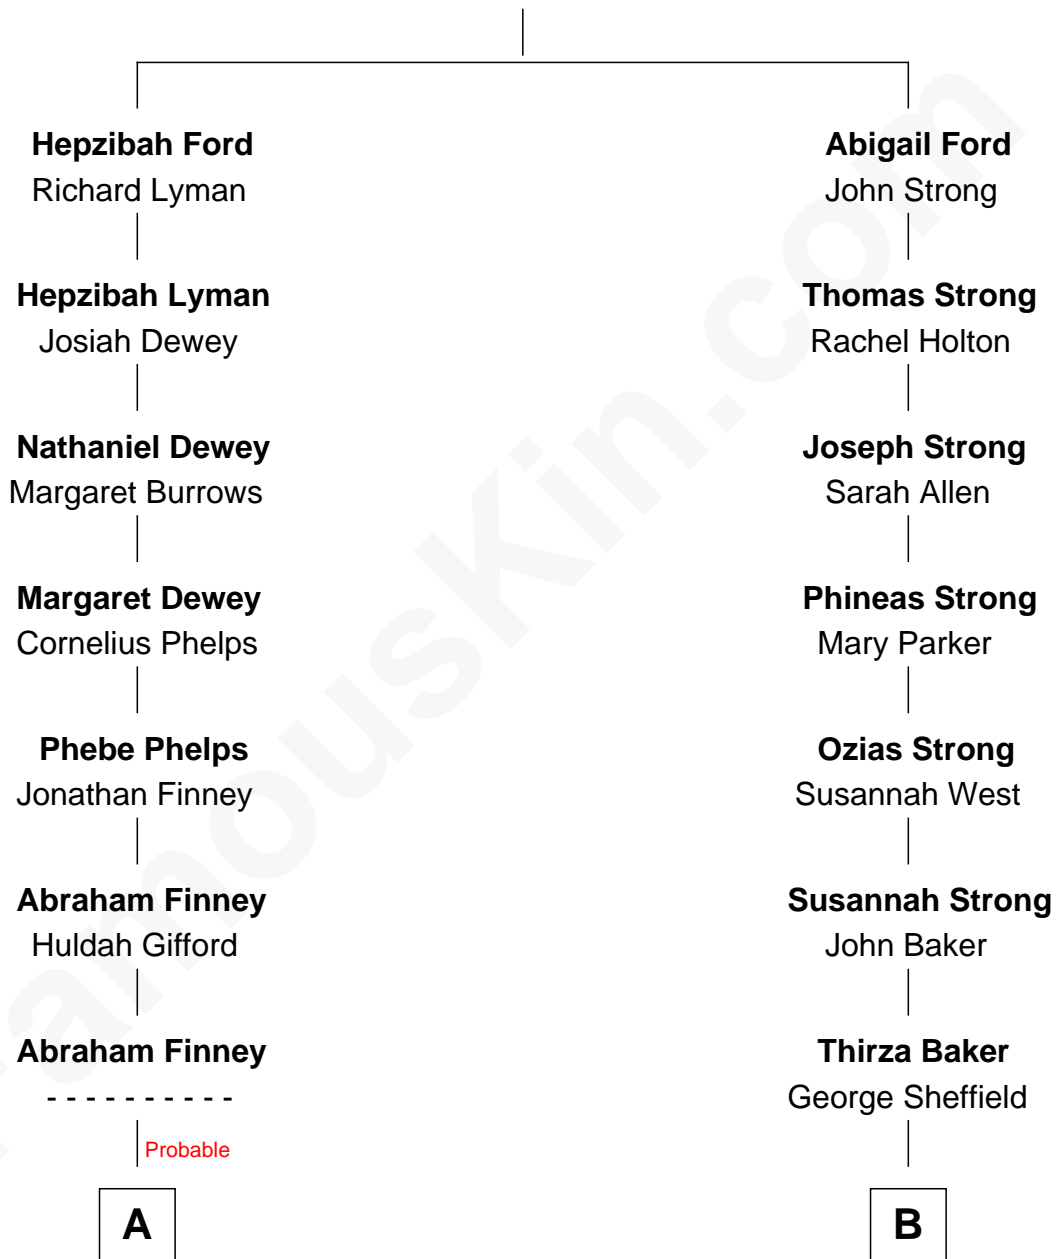 Hepzibah Ford
Richard Lyman
Abigail Ford
John Strong
Hepzibah Lyman
Josiah Dewey
Thomas Strong
Rachel Holton
Nathaniel Dewey
Margaret Burrows
Joseph Strong
Sarah Allen
Margaret Dewey
Cornelius Phelps
Phineas Strong
Mary Parker
Phebe Phelps
Jonathan Finney
Ozias Strong
Susannah West
Abraham Finney
Huldah Gifford
Susannah Strong
John Baker
Abraham Finney
- - - - - - - - - -
Thirza Baker
George Sheffield
Probable
A
B
FamousKin.com